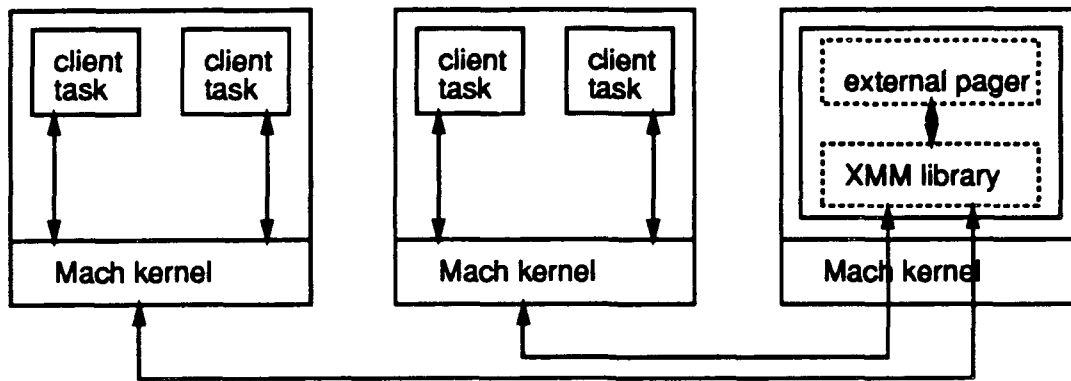 client
task
client
task
client
task
client
task
external pager
XMM library
Mach kernel
Mach kernel
Mach kernel